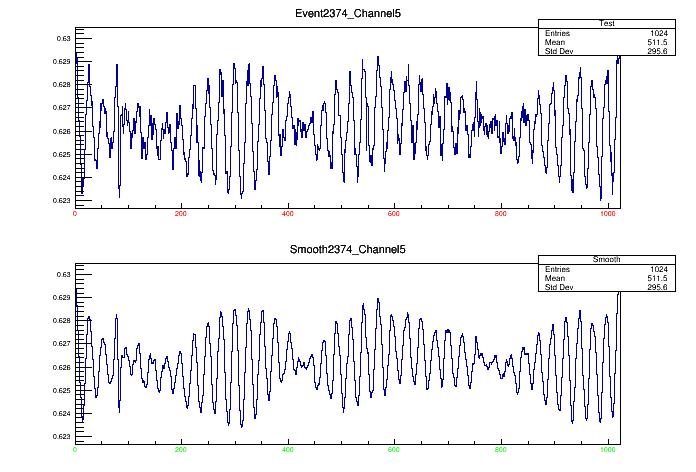 Event2374_Channel5
Test
Entries 1024
Mean 511.5
Std Dev 295.6
0.63
0.629
0.628
0.627
0.626
0.625
0.624
0.623
0 200 400 600 800 1000
Smooth2374_Channel5
Smooth
Entries 1024
Mean 511.5
Std Dev 295.6
0.63
0.629
0.628
0.627
0.626
0.625
0.624
0.623
0 200 400 600 800 1000